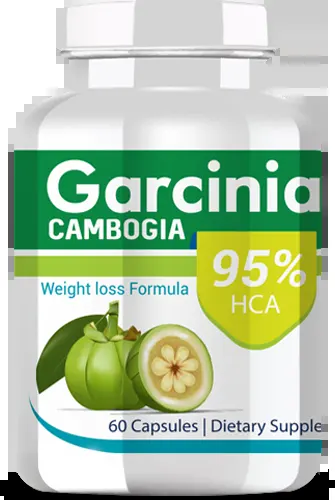 Garcinia
CAMBOGIA
95%
HCA
Weight loss Formula
60 Capsules | Dietary Supple